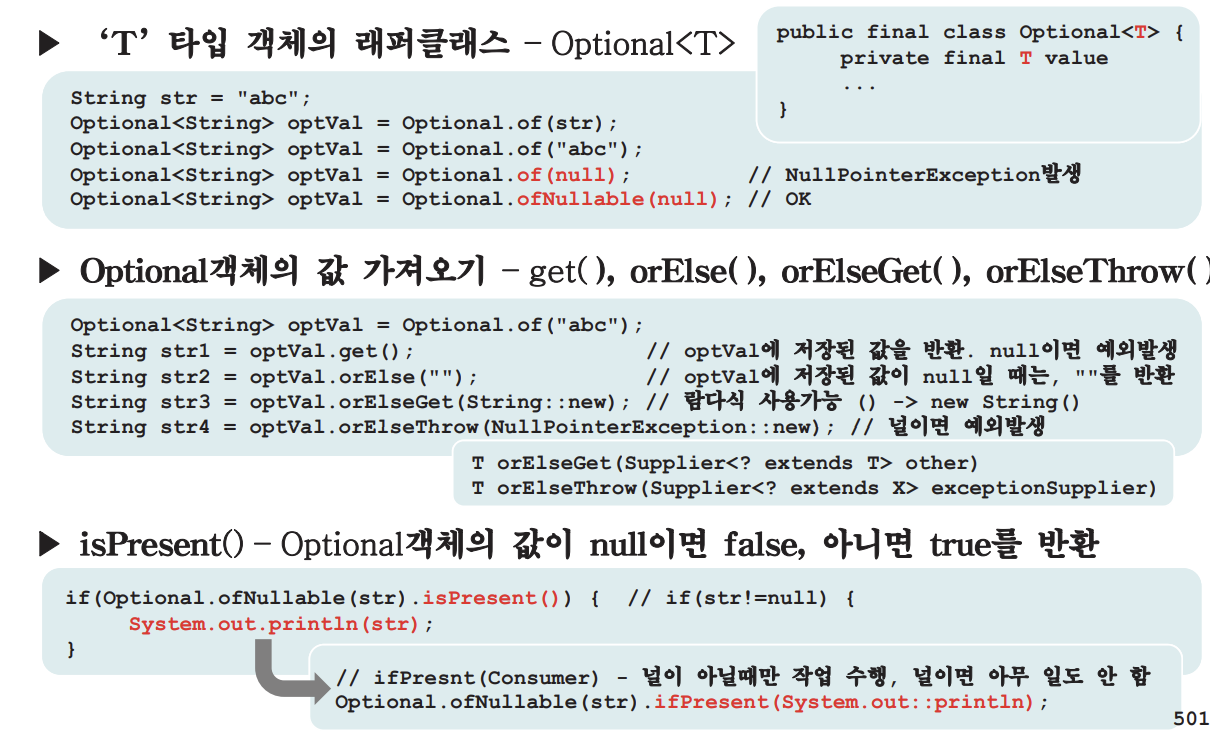 ▶ ‘T’ 타입 객체의 래퍼클래스 – Optional<T>
public final class Optional<T> {
private final T value
...
}
String str = "abc";
Optional<String> optVal = Optional.of(str);
Optional<String> optVal = Optional.of("abc");
Optional<String> optVal = Optional.of(null); // NullPointerException발생
Optional<String> optVal = Optional.ofNullable(null); // OK
▶ Optional객체의 값 가져오기 – get( ), orElse( ), orElseGet( ), orElseThrow( )
Optional<String> optVal = Optional.of("abc");
String str1 = optVal.get(); // optVal에 저장된 값을 반환. null이면 예외발생
String str2 = optVal.orElse(""); // optVal에 저장된 값이 null일 때는, ""를 반환
String str3 = optVal.orElseGet(String::new); // 람다식 사용가능 () -> new String()
String str4 = optVal.orElseThrow(NullPointerException::new); // 널이면 예외발생
T orElseGet(Supplier<? extends T> other)
T orElseThrow(Supplier<? extends X> exceptionSupplier)
▶ isPresent() – Optional객체의 값이 null이면 false, 아니면 true를 반환
if(Optional.ofNullable(str).isPresent()) { // if(str!=null) {
System.out.println(str);
}
// ifPresnt(Consumer) - 널이 아닐때만 작업 수행, 널이면 아무 일도 안 함
Optional.ofNullable(str).ifPresent(System.out::println);
501